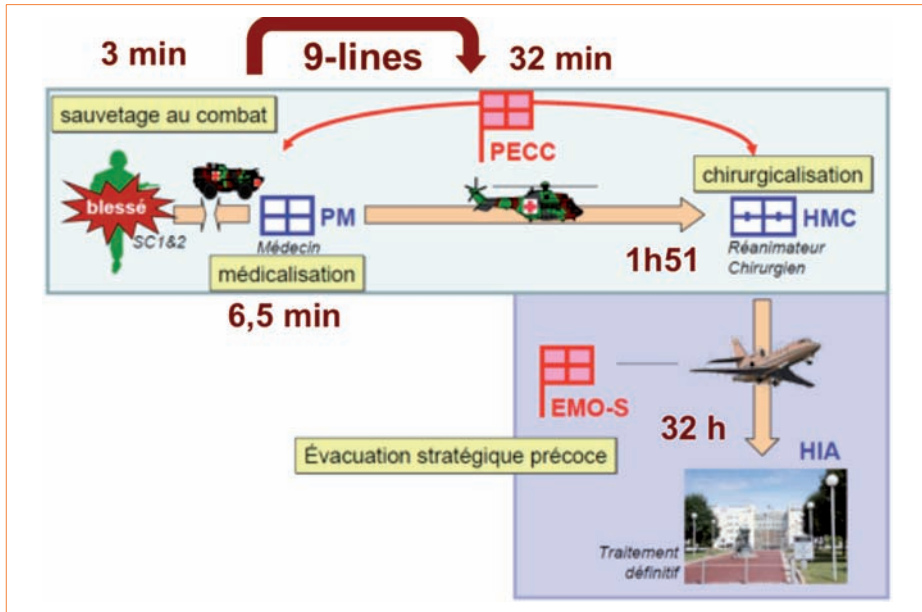 3 min
9-lines
32 min
sauvetage au combat
PECC
chirurgicalisation
blessé
SC1&2
PM
Médecin
médicalisation
HMC
Réanimateur
Chirurgien
1h51
6,5 min
EMO-S
32 h
Évacuation stratégique précoce
HIA
Traitement
définitif